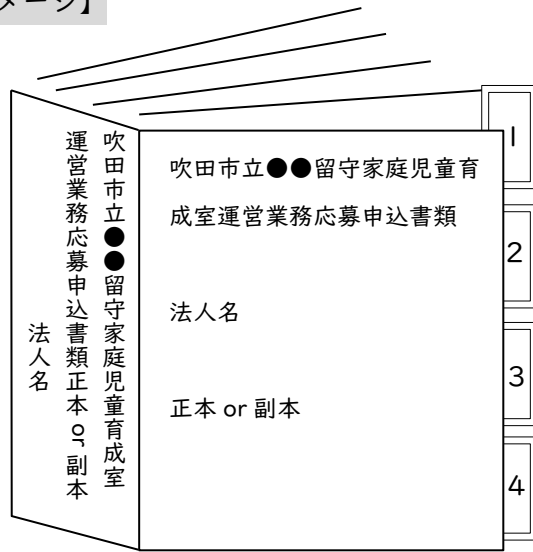 メージ】
吹田市立●●留守家庭児童育成室
運営業務応募申込書類正本 or 副本
法人名
吹田市立●●留守家庭児童育
成室運営業務応募申込書類
法人名
正本 or 副本
1
2
3
4